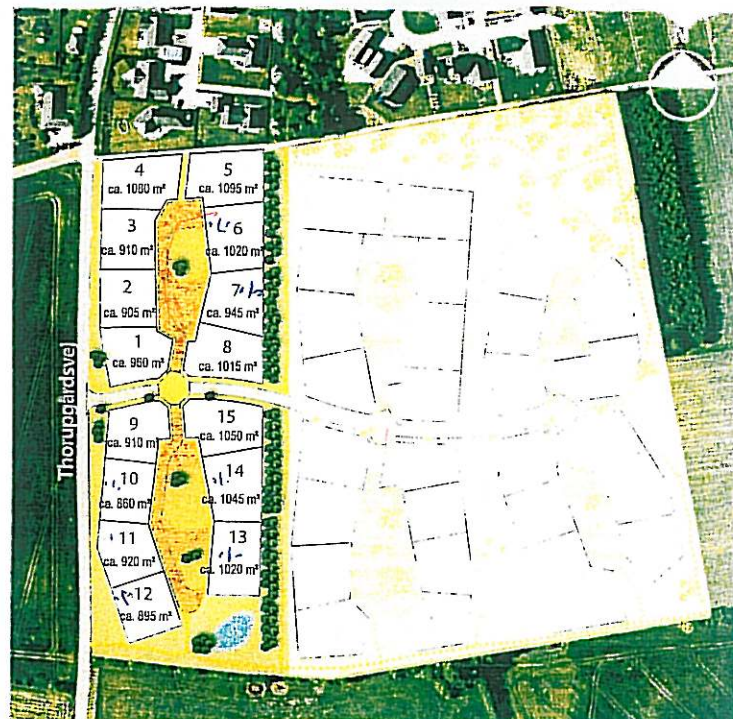 4
ca. 1080 m²
5
ca. 1095 m²
3
ca. 910 m²
6
ca. 1020 m²
2
ca. 905 m²
7
ca. 945 m²
1
ca. 960 m²
8
ca. 1015 m²
Thorupgårdsvej
9
ca. 910 m²
15
ca. 1050 m²
10
ca. 860 m²
14
ca. 1045 m²
11
ca. 920 m²
13
ca. 1020 m²
12
ca. 895 m²